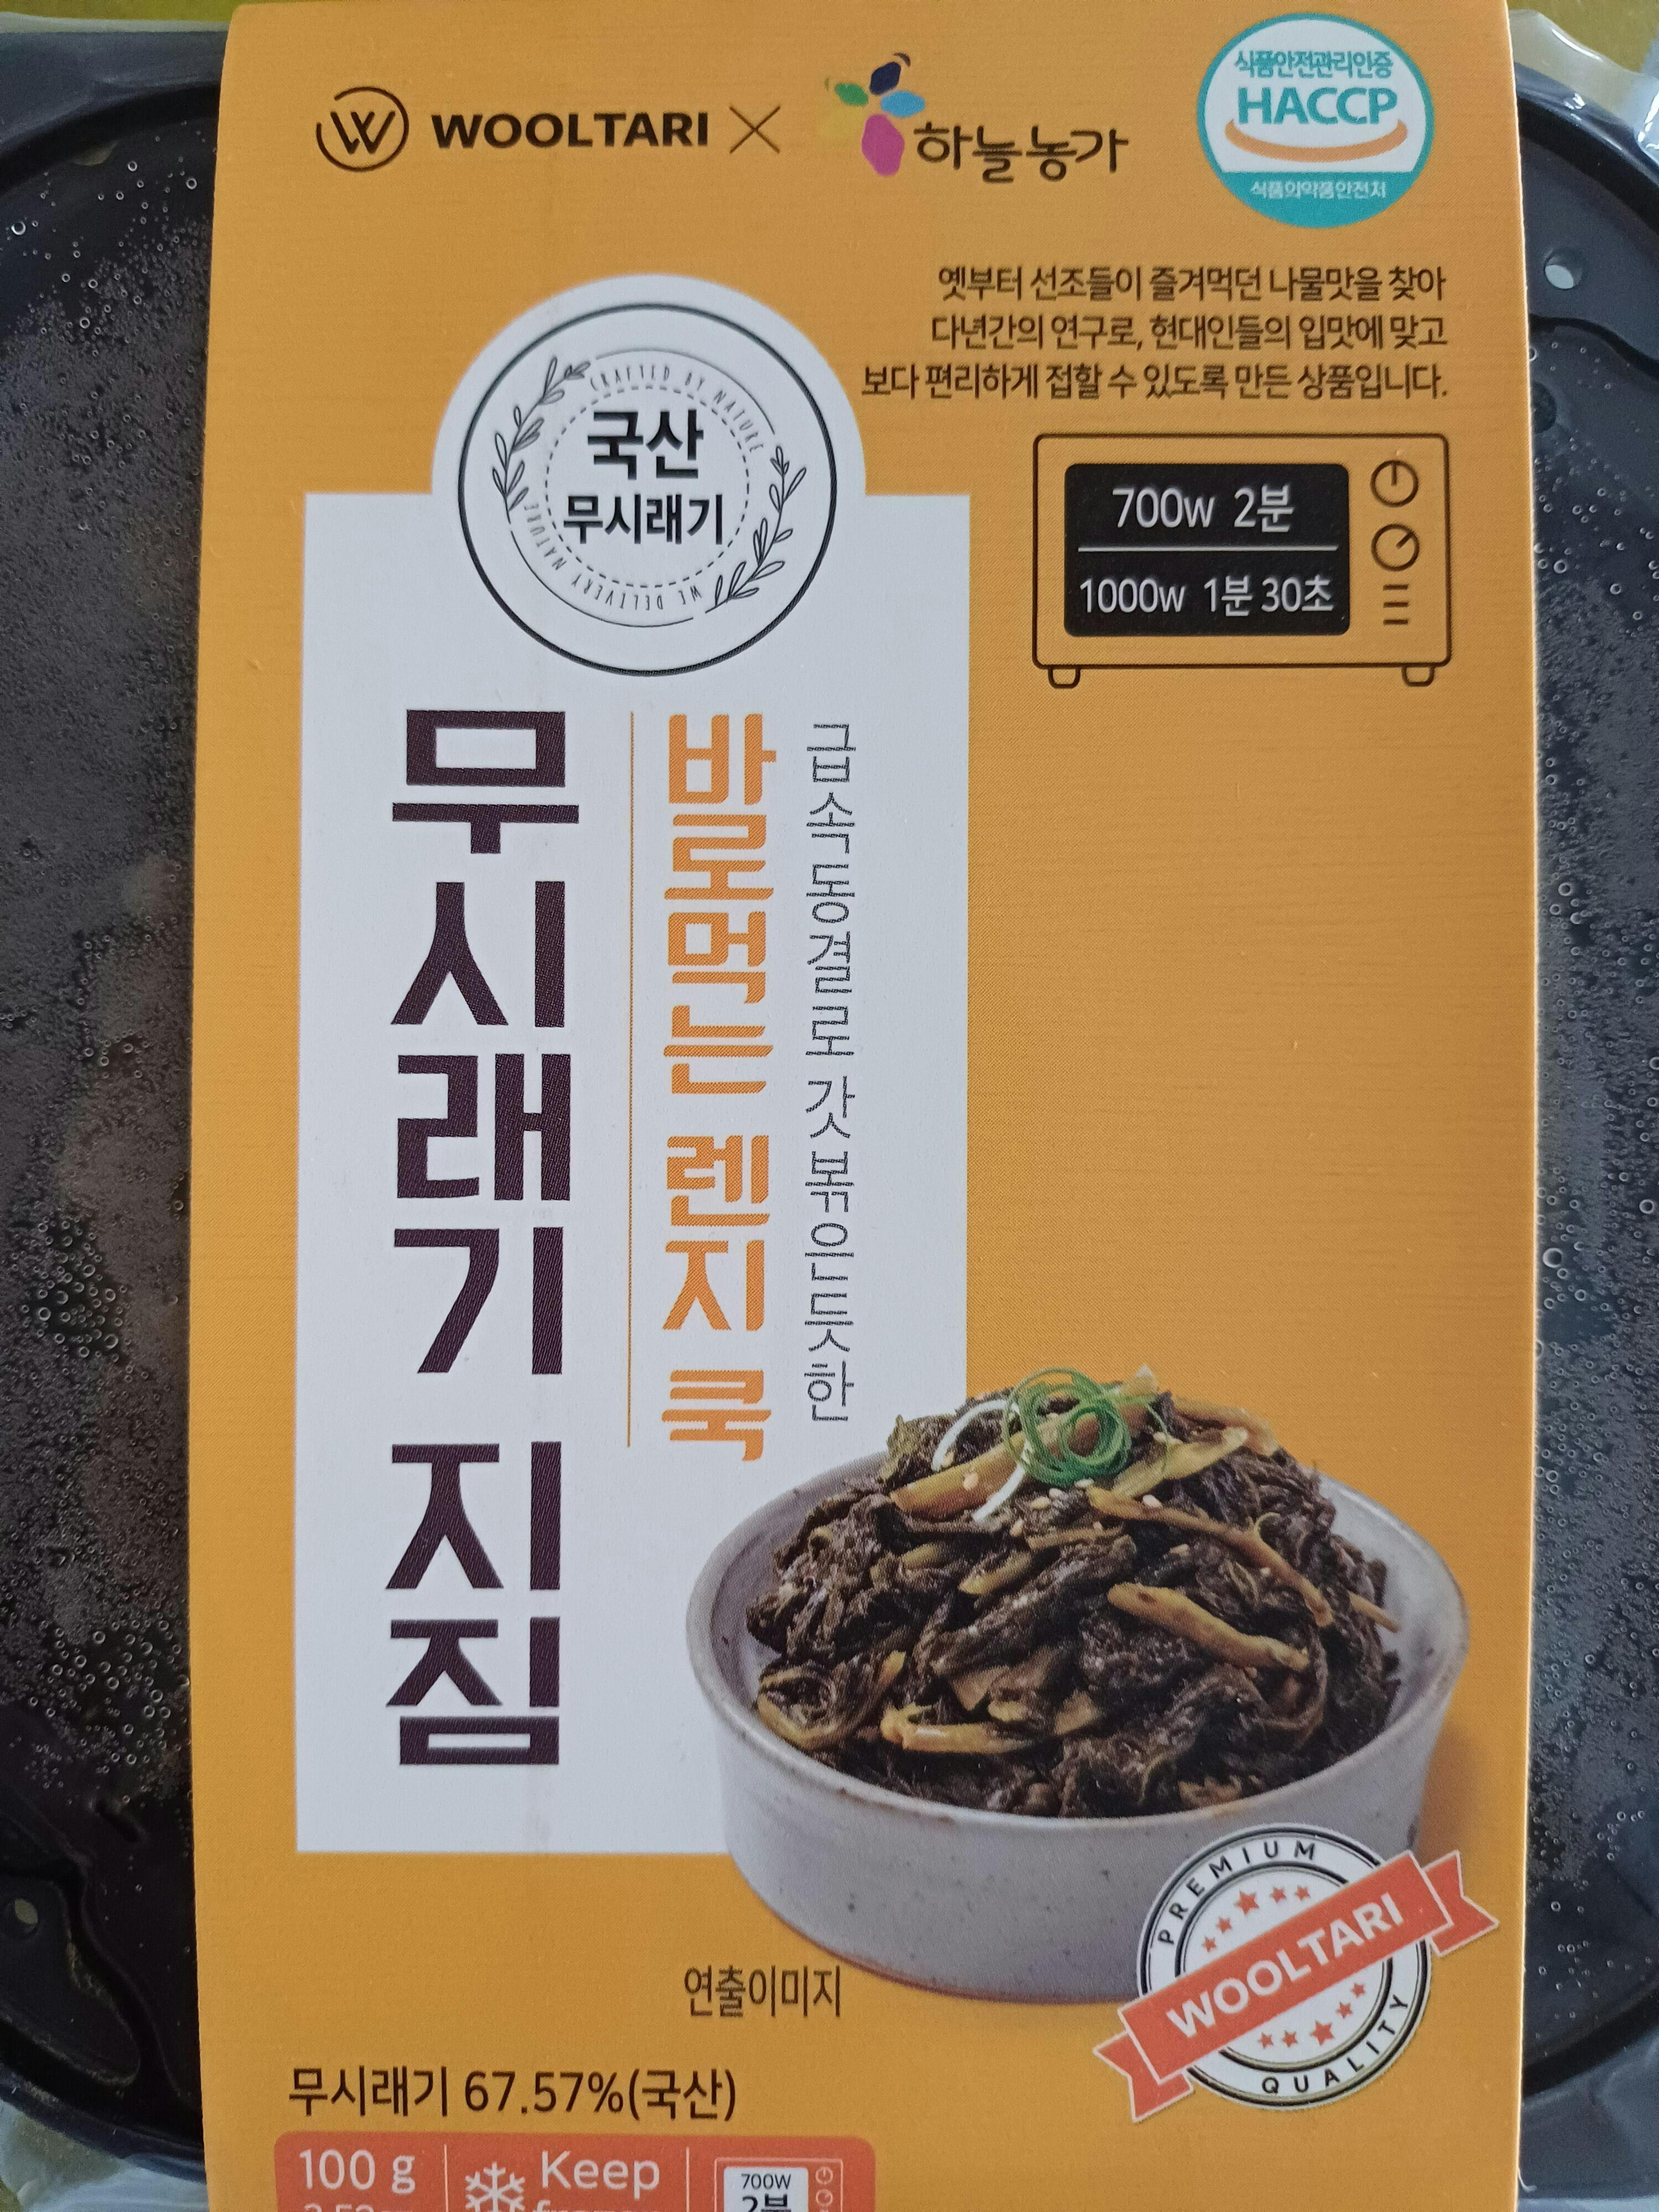 WOOLTARI × 하늘농가
식품안전관리인증
HACCP
식품의약품안전처
옛부터 선조들이 즐겨먹던 나물맛을 찾아
다년간의 연구로, 현대인들의 입맛에 맞고
보다 편리하게 접할 수 있도록 만든 상품입니다.
CRAFTED BY NATURE
국산
무시래기
WE DELIVERY NATURE
700W 2분
1000W 1분 30초
급속동결로 갓 볶은듯한
바로먹는 렌지 쿡
무시래기 지짐
연출이미지
PREMIUM
WOOLTARI
QUALITY
무시래기 67.57%(국산)
100 g
Keep
700W
2분